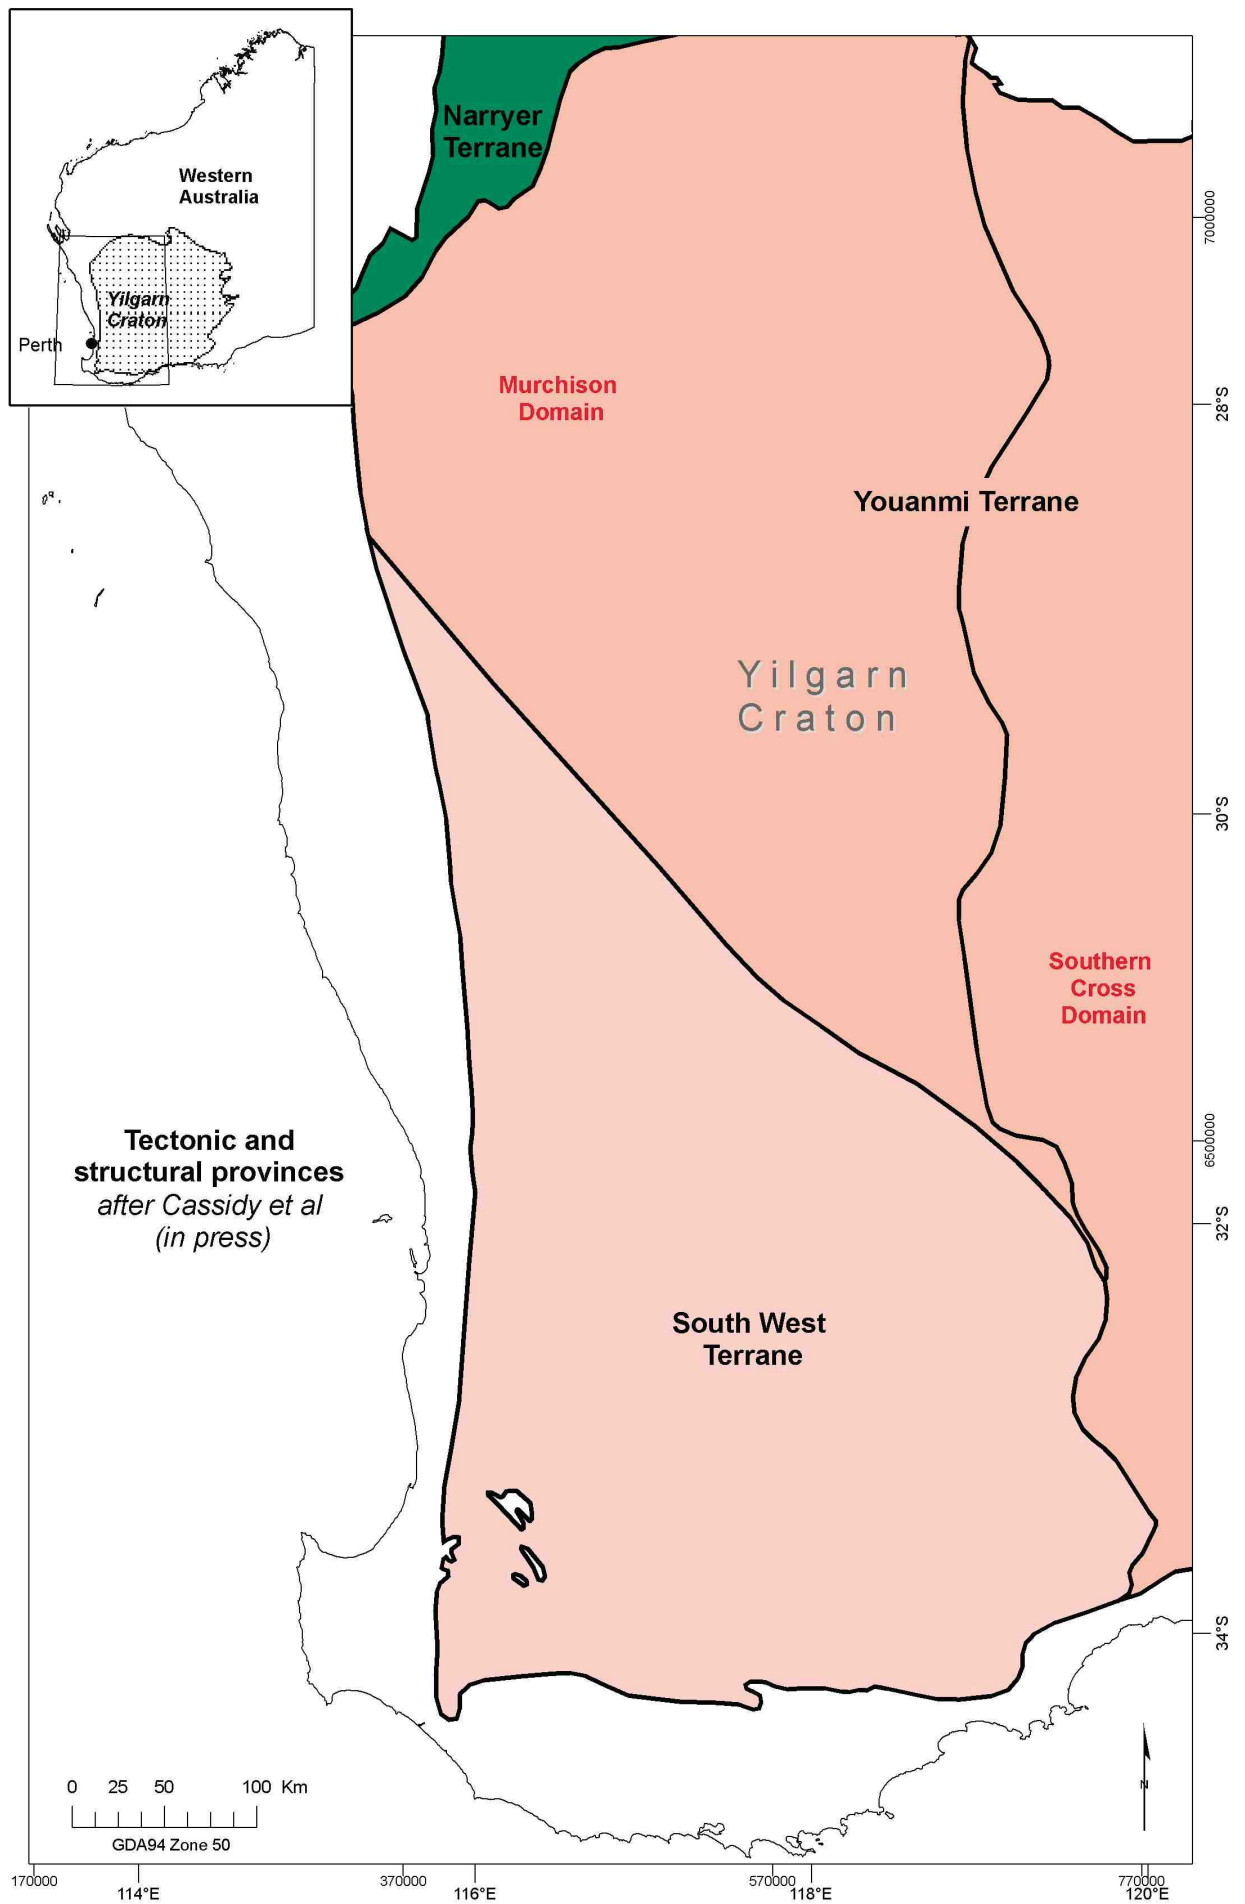 Western
Australia
Yilgarn
Craton
Perth
Narryer
Terrane
Murchison
Domain
Youanmi Terrane
Yilgarn
Craton
Southern
Cross
Domain
South West
Terrane
Tectonic and
structural provinces
after Cassidy et al
(in press)
7000000
28°S
30°S
6500000
32°S
34°S
N
0 25 50 100 Km
GDA94 Zone 50
170000
114°E
370000
116°E
570000
118°E
770000
120°E